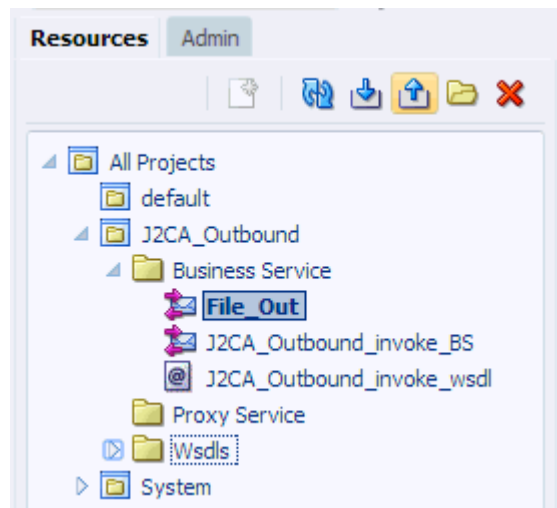 Resources Admin
All Projects
default
J2CA_Outbound
Business Service
File_Out
J2CA_Outbound_invoke_BS
@ J2CA_Outbound_invoke_wsdl
Proxy Service
Wsdls
System